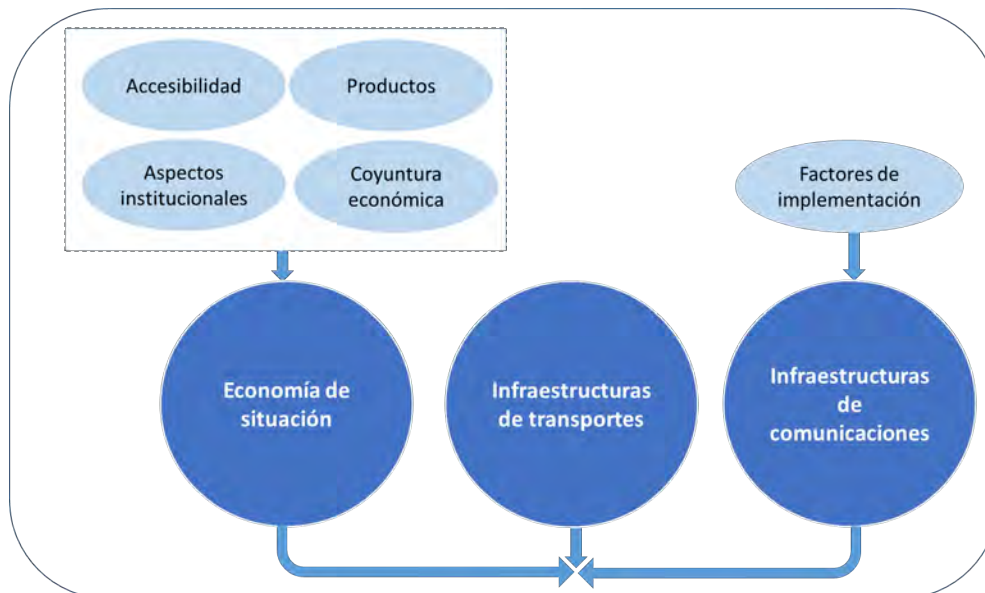 Accesibilidad
Productos
Aspectos
institucionales
Coyuntura
económica
Factores de
implementación
Economía de
situación
Infraestructuras
de transportes
Infraestructuras
de
comunicaciones